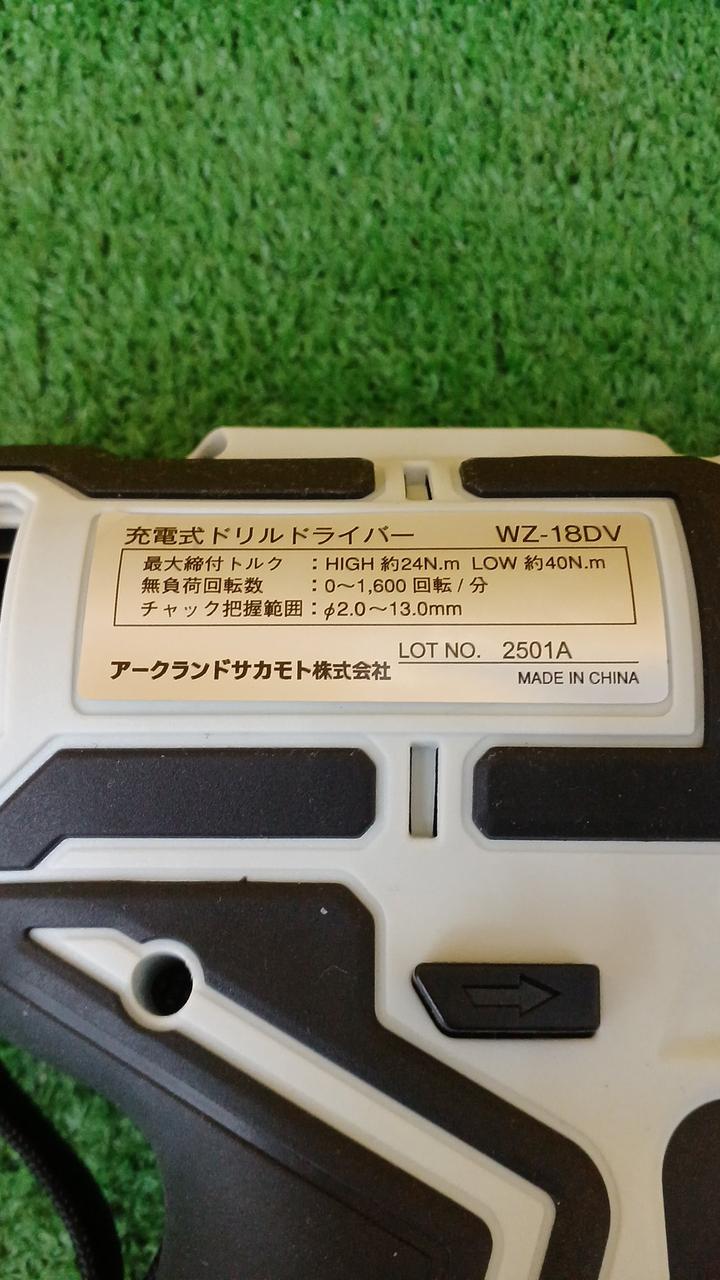 充電式ドリルドライバー WZ-18DV
最大締付トルク ：HIGH 約24N.m LOW 約40N.m
無負荷回転数 ：0～1,600 回転 / 分
チャック把握範囲：φ2.0～13.0mm
LOT NO. 2501A
アークランドサカモト株式会社
MADE IN CHINA